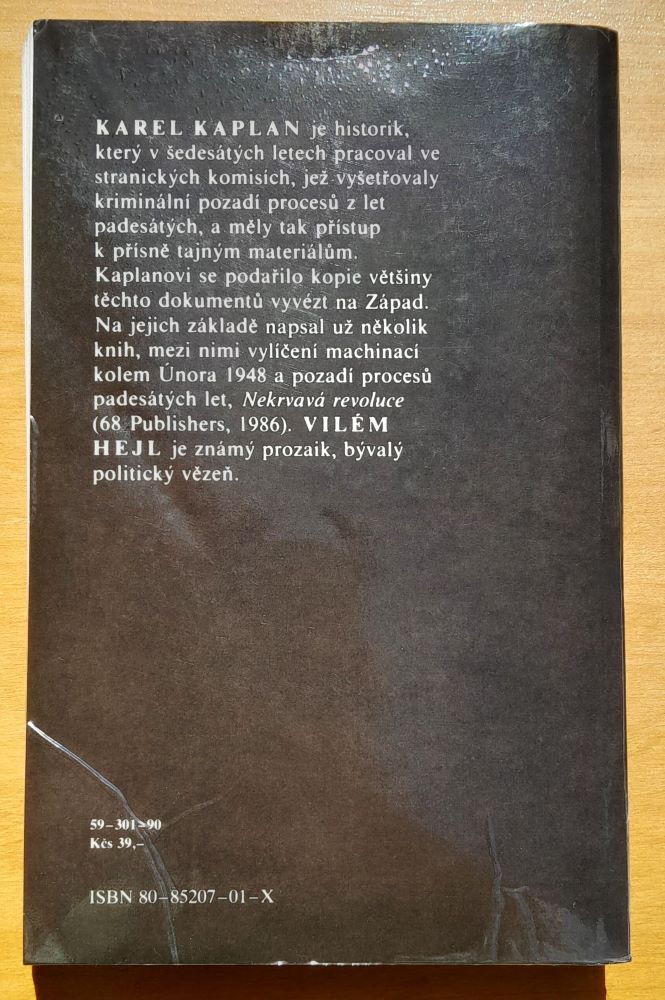 KAREL KAPLAN je historik,
který v šedesátých letech pracoval ve
stranických komisích, jež vyšetřovaly
kriminální pozadí procesů z let
padesátých, a měly tak přístup
k přísně tajným materiálům.
Kaplanovi se podařilo kopie většiny
těchto dokumentů vyvézt na Západ.
Na jejich základě napsal už několik
knih, mezi nimi vylíčení machinací
kolem Února 1948 a pozadí procesů
padesátých let, Nekrvavá revoluce
(68 Publishers, 1986). VILÉM
HEJL je známý prozaik, bývalý
politický vězeň.
59–301–90
Kčs 39,–
ISBN 80–85207–01–X